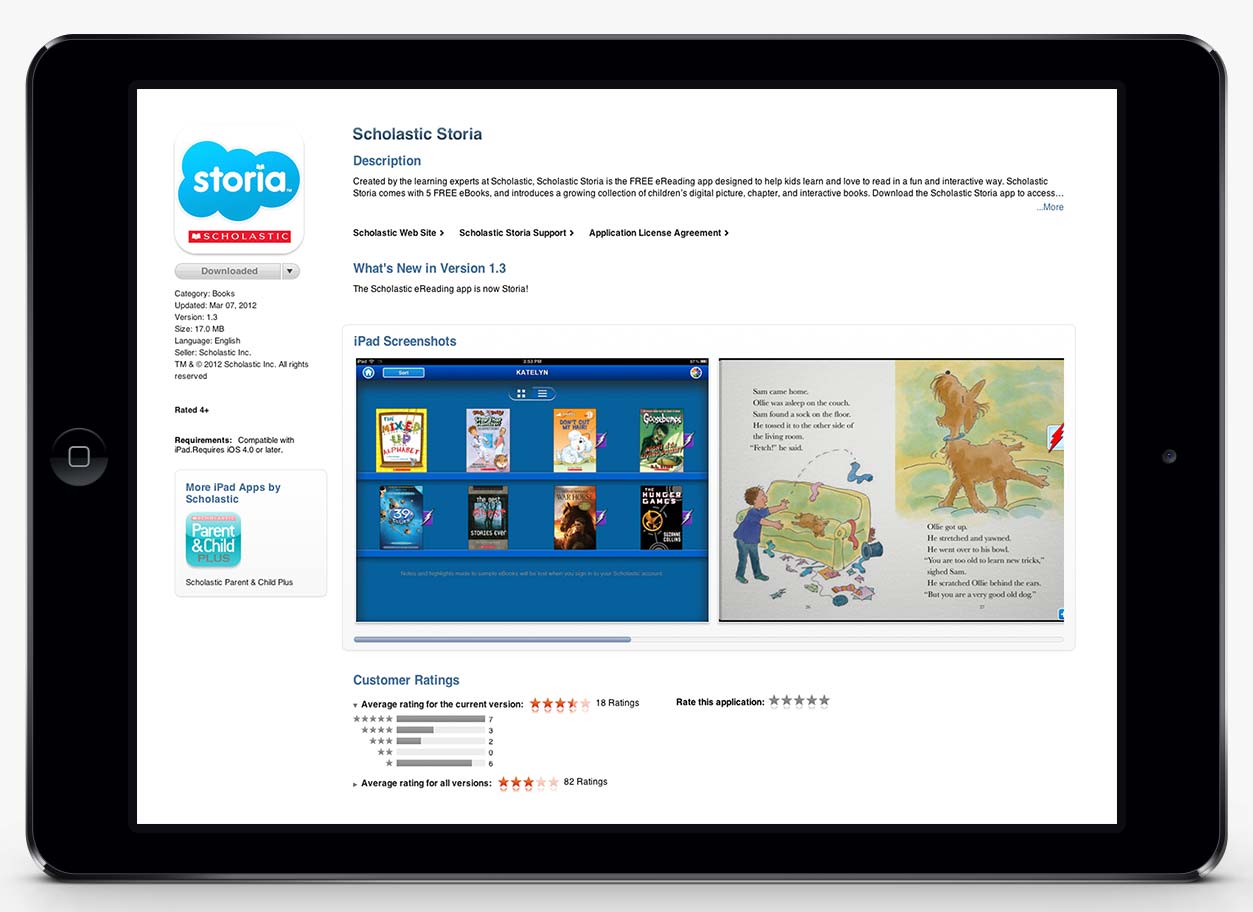 storia™
SCHOLASTIC
Downloaded
Category: Books
Updated: Mar 07, 2012
Version: 1.3
Size: 17.0 MB
Language: English
Seller: Scholastic Inc.
TM & © 2012 Scholastic Inc. All rights
reserved
Rated 4+
Requirements: Compatible with
iPad.Requires iOS 4.0 or later.
More iPad Apps by
Scholastic
SCHOLASTIC
Parent
&Child
PLUS
Scholastic Parent & Child Plus
Scholastic Storia
Description
Created by the learning experts at Scholastic, Scholastic Storia is the FREE eReading app designed to help kids learn and love to read in a fun and interactive way. Scholastic
Storia comes with 5 FREE eBooks, and introduces a growing collection of children's digital picture, chapter, and interactive books. Download the Scholastic Storia app to access…
...More
Scholastic Web Site
Scholastic Storia Support
Application License Agreement
What's New in Version 1.3
The Scholastic eReading app is now Storia!
iPad Screenshots
iPad
3:53 PM
97 %
Sort
KATELYN
THE
MIXED
UP
ALPHABET
DON'T CUT
MY HAIR!
Goosebumps
39
the best
STORIES EVER
WAR HORSE
THE
HUNGER
GAMES
SUZANNE
COLLINS
Notes and highlights made to sample eBooks will be lost when you sign in to your Scholastic account
Sam came home.
Ollie was asleep on the couch.
Sam found a sock on the floor.
He tossed it to the other side of
the living room.
"Fetch!" he said.
26
Ollie got up.
He stretched and yawned.
He went over to his bowl.
"You are too old to learn new tricks,"
sighed Sam.
He scratched Ollie behind the ears.
"But you are a very good old dog."
27
Customer Ratings
Average rating for the current version:
18 Ratings
Rate this application:
7
3
2
0
6
Average rating for all versions:
82 Ratings